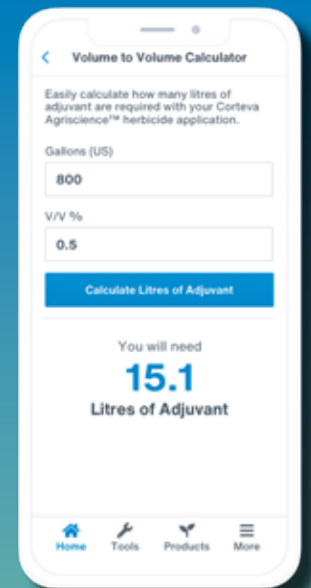 Volume to Volume Calculator
Easily calculate how many litres of
adjuvant are required with your Corteva
Agriscience™ herbicide application.
Gallons (US)
800
V/V %
0.5
Calculate Litres of Adjuvant
You will need
15.1
Litres of Adjuvant
Home Tools Products More